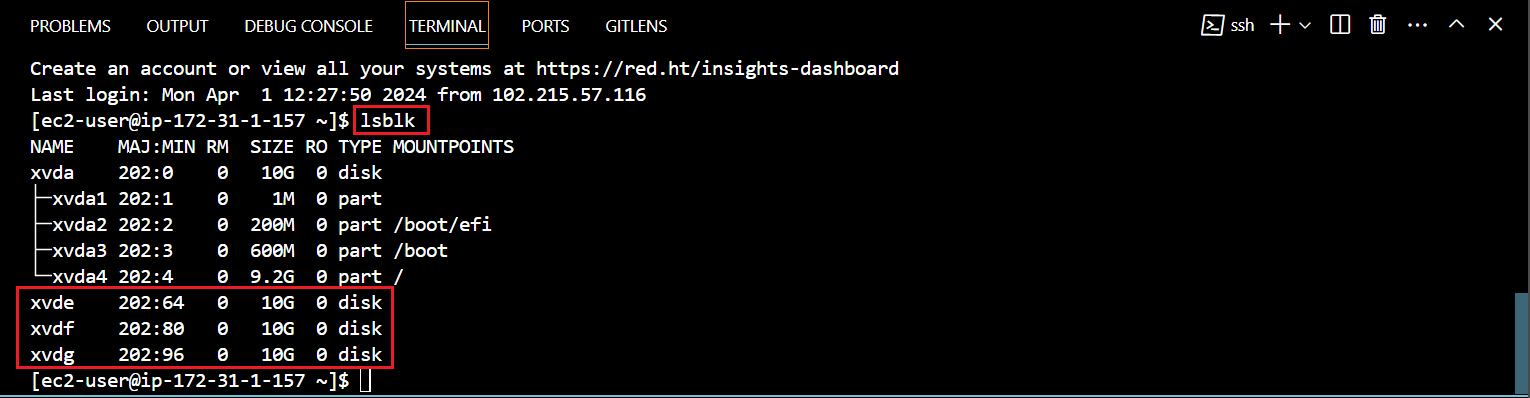 PROBLEMS OUTPUT DEBUG CONSOLE TERMINAL PORTS GITLENS ssh
Create an account or view all your systems at https://red.ht/insights-dashboard
Last login: Mon Apr  1 12:27:50 2024 from 102.215.57.116
[ec2-user@ip-172-31-1-157 ~]$ lsblk
NAME    MAJ:MIN RM  SIZE RO TYPE MOUNTPOINTS
xvda    202:0    0   10G  0 disk
├─xvda1 202:1    0    1M  0 part
├─xvda2 202:2    0  200M  0 part /boot/efi
├─xvda3 202:3    0  600M  0 part /boot
└─xvda4 202:4    0  9.2G  0 part /
xvde    202:64   0   10G  0 disk
xvdf    202:80   0   10G  0 disk
xvdg    202:96   0   10G  0 disk
[ec2-user@ip-172-31-1-157 ~]$